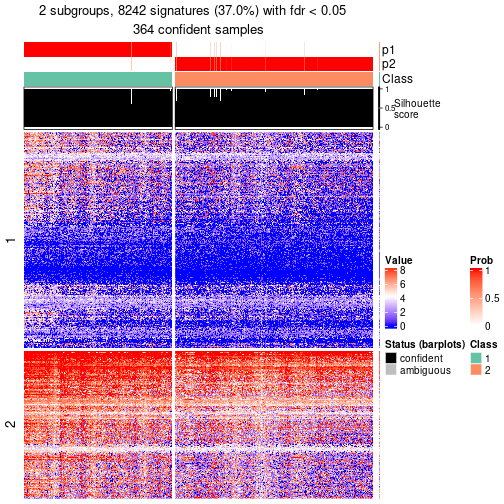 2 subgroups, 8242 signatures (37.0%) with fdr < 0.05
364 confident samples
p1
p2
Class
1
0.5
0
Silhouette
score
1
2
Value
8
6
4
2
0
Prob
1
0.5
0
Status (barplots)
confident
ambiguous
Class
1
2